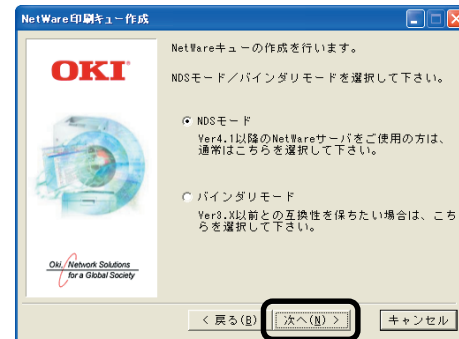 NetWare印刷キュー作成
OKI
NetWareキューの作成を行います。
NDSモード／バインダリモードを選択して下さい。
NDSモード
Ver4.1以降のNetWareサーバをご使用の方は、
通常はこちらを選択して下さい。
バインダリモード
Ver3.X以前との互換性を保ちたい場合は、こち
らを選択して下さい。
Oki, Network Solutions
for a Global Society
< 戻る(B)
次へ(N) >
キャンセル